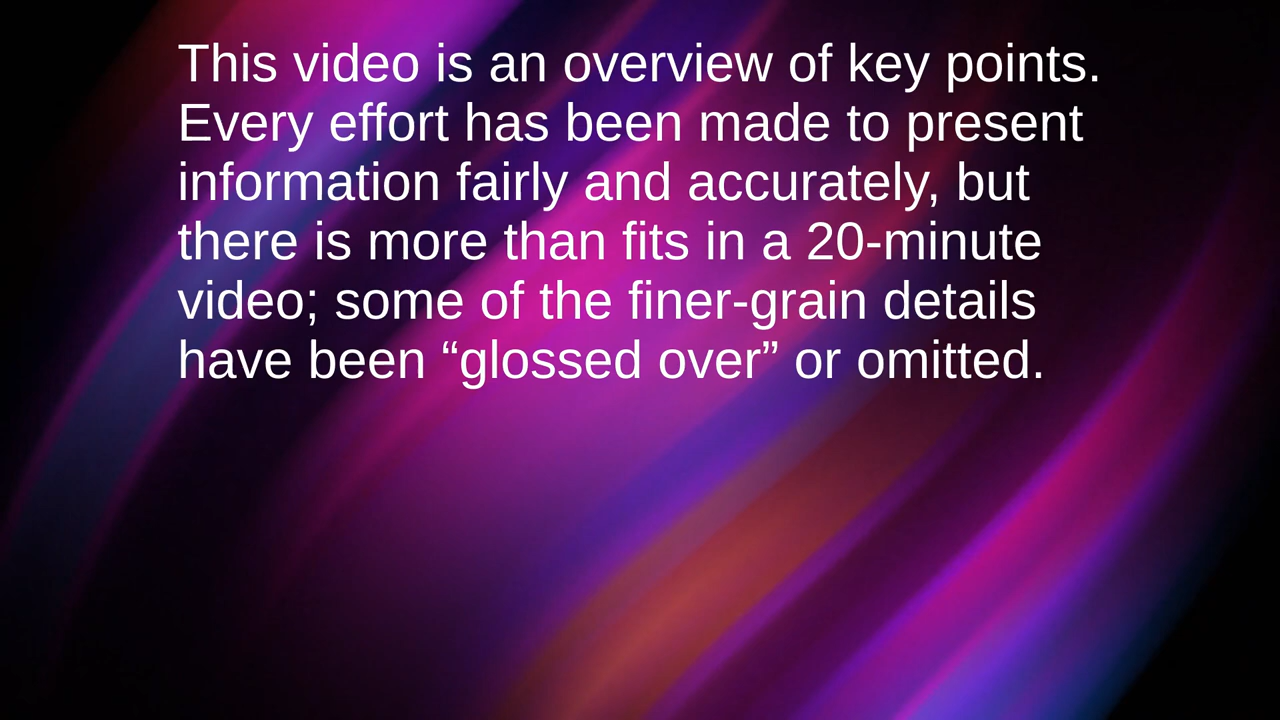 This video is an overview of key points.
Every effort has been made to present
information fairly and accurately, but
there is more than fits in a 20-minute
video; some of the finer-grain details
have been “glossed over” or omitted.